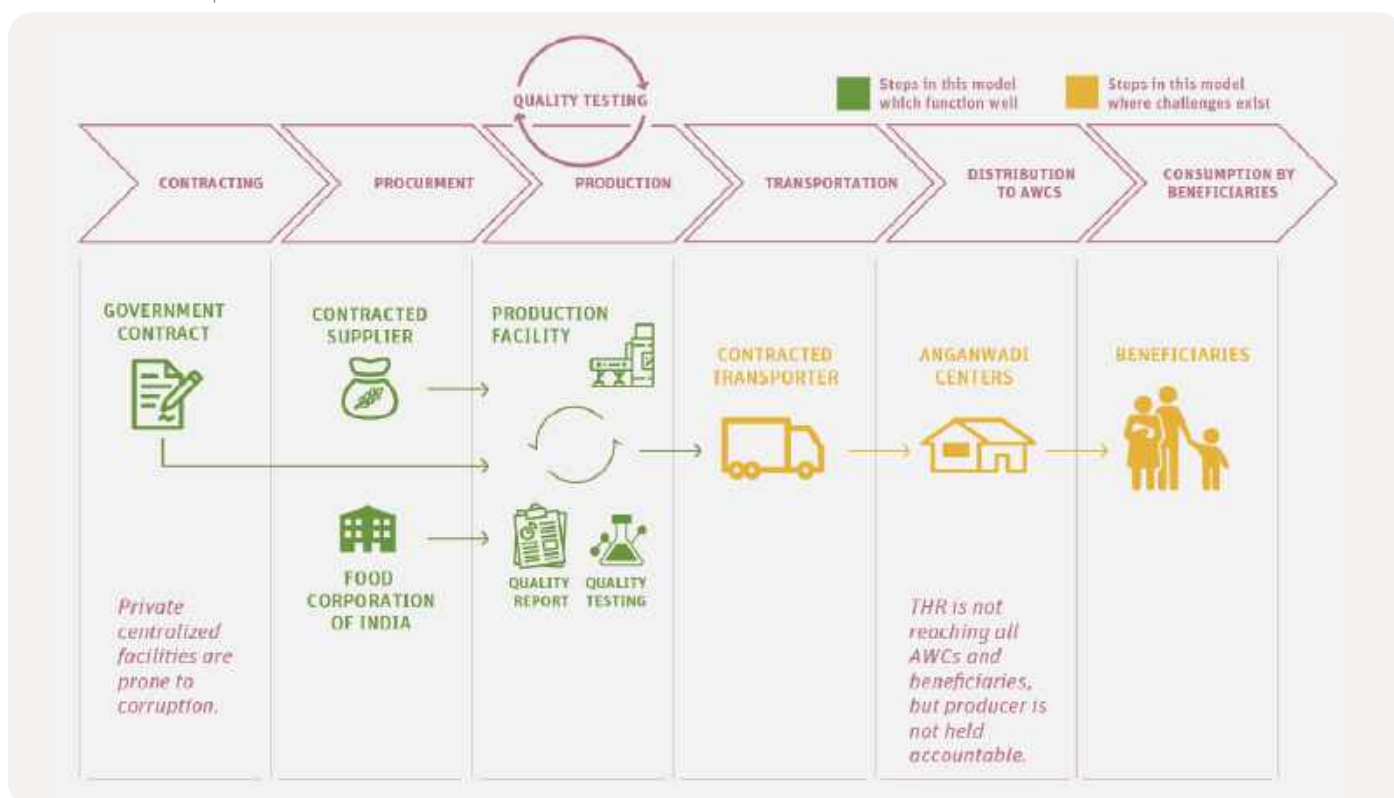 QUALITY TESTING
Steps in this model
which function well
Steps in this model
where challenges exist
CONTRACTING
PROCURMENT
PRODUCTION
TRANSPORTATION
DISTRIBUTION
TO AWCS
CONSUMPTION BY
BENEFICIARIES
GOVERNMENT
CONTRACT
CONTRACTED
SUPPLIER
PRODUCTION
FACILITY
CONTRACTED
TRANSPORTER
ANGANWADI
CENTERS
BENEFICIARIES
FOOD
CORPORATION
OF INDIA
QUALITY
REPORT
QUALITY
TESTING
Private
centralized
facilities are
prone to
corruption.
THR is not
reaching all
AWCs and
beneficiaries,
but producer is
not held
accountable.